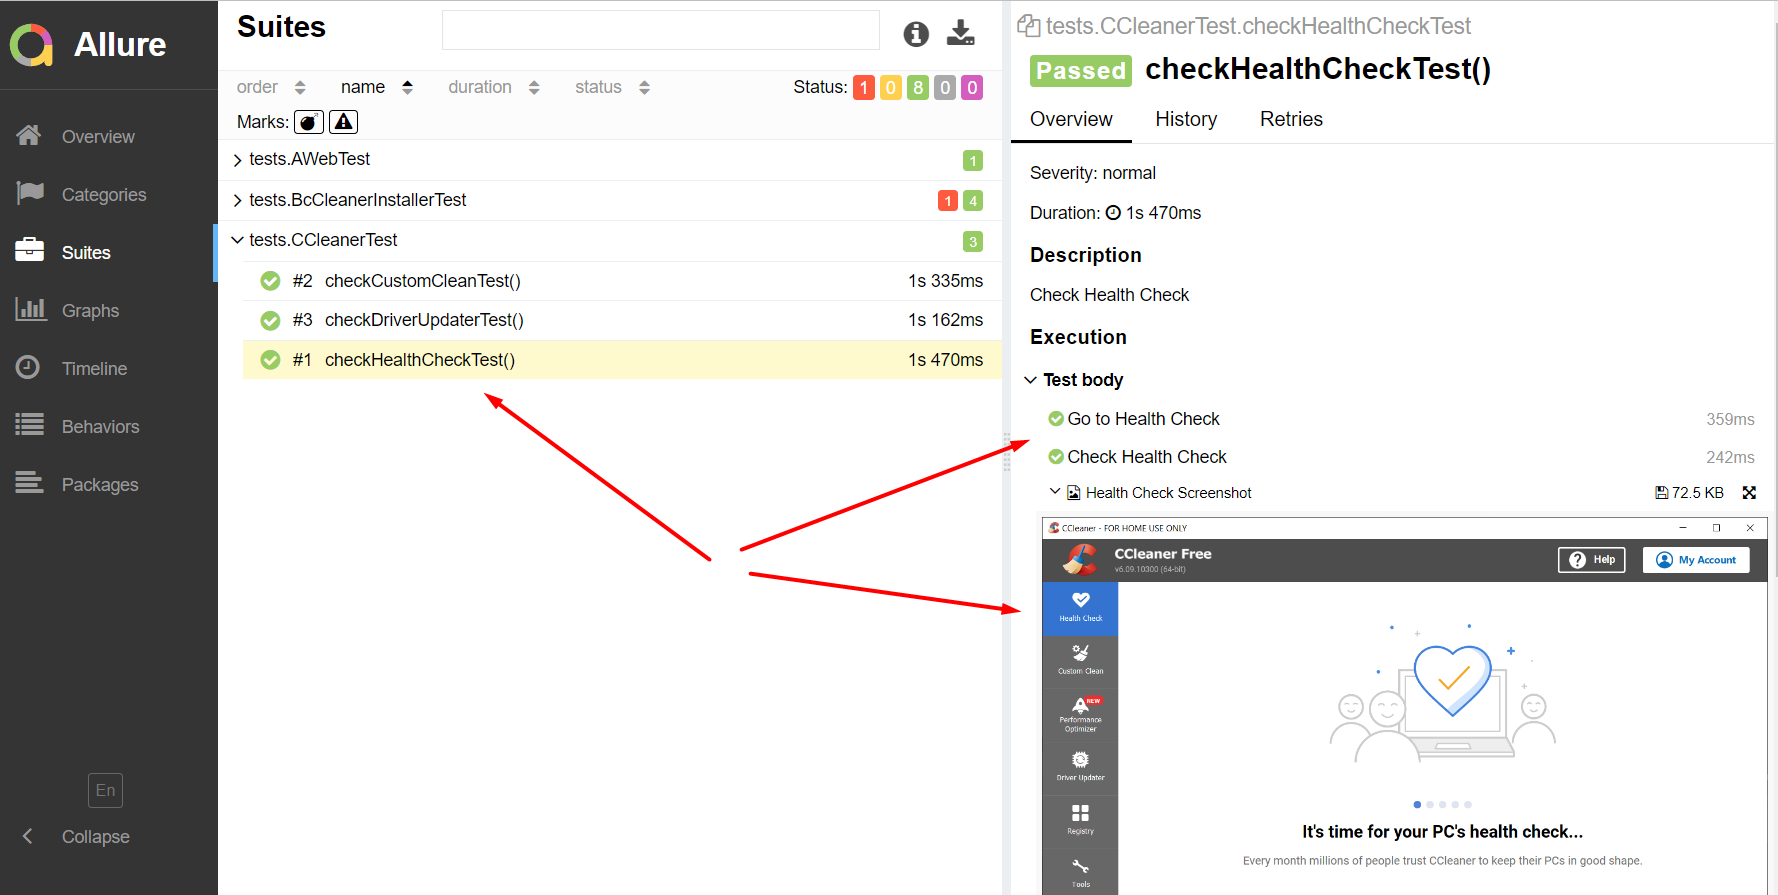 Allure
Overview
Categories
Suites
Graphs
Timeline
Behaviors
Packages
En
Collapse
Suites
order name duration status Status: 1 0 8 0 0
Marks:
tests.AWebTest 1
tests.BcCleanerInstallerTest 1 4
tests.CCleanerTest 3
#2 checkCustomCleanTest() 1s 335ms
#3 checkDriverUpdaterTest() 1s 162ms
#1 checkHealthCheckTest() 1s 470ms
tests.CCleanerTest.checkHealthCheckTest
Passed checkHealthCheckTest()
Overview History Retries
Severity: normal
Duration: 1s 470ms
Description
Check Health Check
Execution
Test body
Go to Health Check 359ms
Check Health Check 242ms
Health Check Screenshot 72.5 KB
CCleaner - FOR HOME USE ONLY
CCleaner Free
v6.09.10300 (64-bit)
Help My Account
Health Check
Custom Clean
NEW
Performance
Optimizer
Driver Updater
Registry
Tools
It's time for your PC's health check...
Every month millions of people trust CCleaner to keep their PCs in good shape.